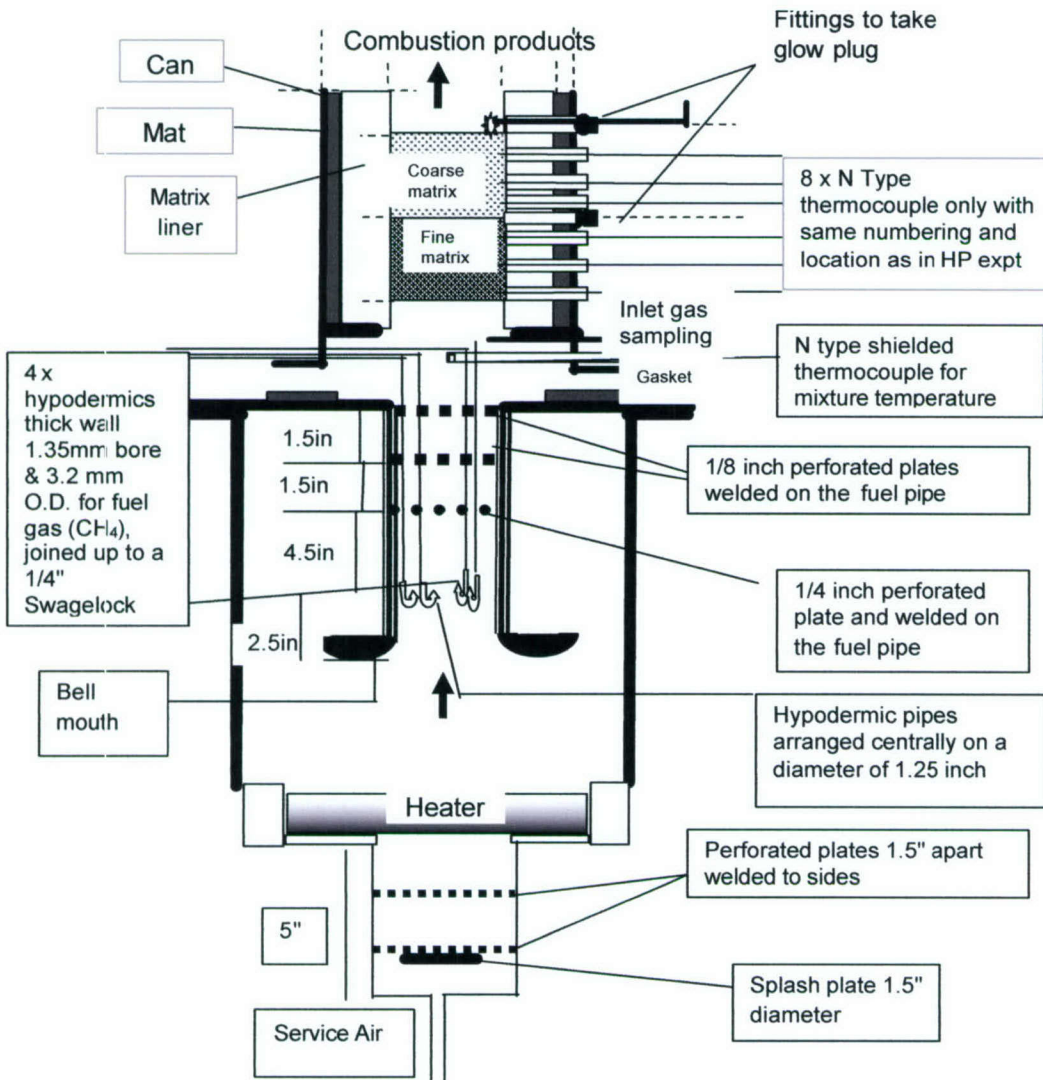 Combustion products
Fittings to take
glow plug
Can
Mat
Matrix
liner
Coarse
matrix
Fine
matrix
8 x N Type
thermocouple only with
same numbering and
location as in HP expt
Inlet gas
sampling
N type shielded
thermocouple for
mixture temperature
Gasket
4 x
hypodermics
thick wall
1.35mm bore
& 3.2 mm
O.D. for fuel
gas (CH₄),
joined up to a
1/4"
Swagelock
1.5in
1.5in
4.5in
2.5in
1/8 inch perforated plates
welded on the fuel pipe
1/4 inch perforated
plate and welded on
the fuel pipe
Bell
mouth
Hypodermic pipes
arranged centrally on a
diameter of 1.25 inch
Heater
Perforated plates 1.5" apart
welded to sides
5"
Splash plate 1.5"
diameter
Service Air